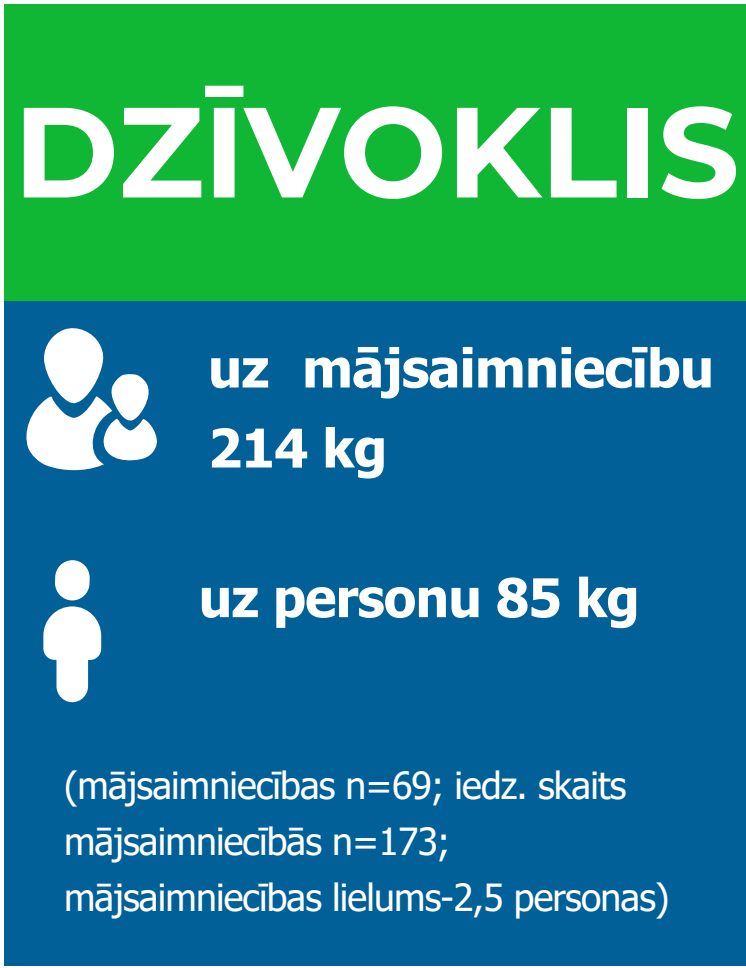 DZĪVOKLIS
uz mājsaimniecību
214 kg
uz personu 85 kg
(mājsaimniecības n=69; iedz. skaits
mājsaimniecībās n=173;
mājsaimniecības lielums-2,5 personas)